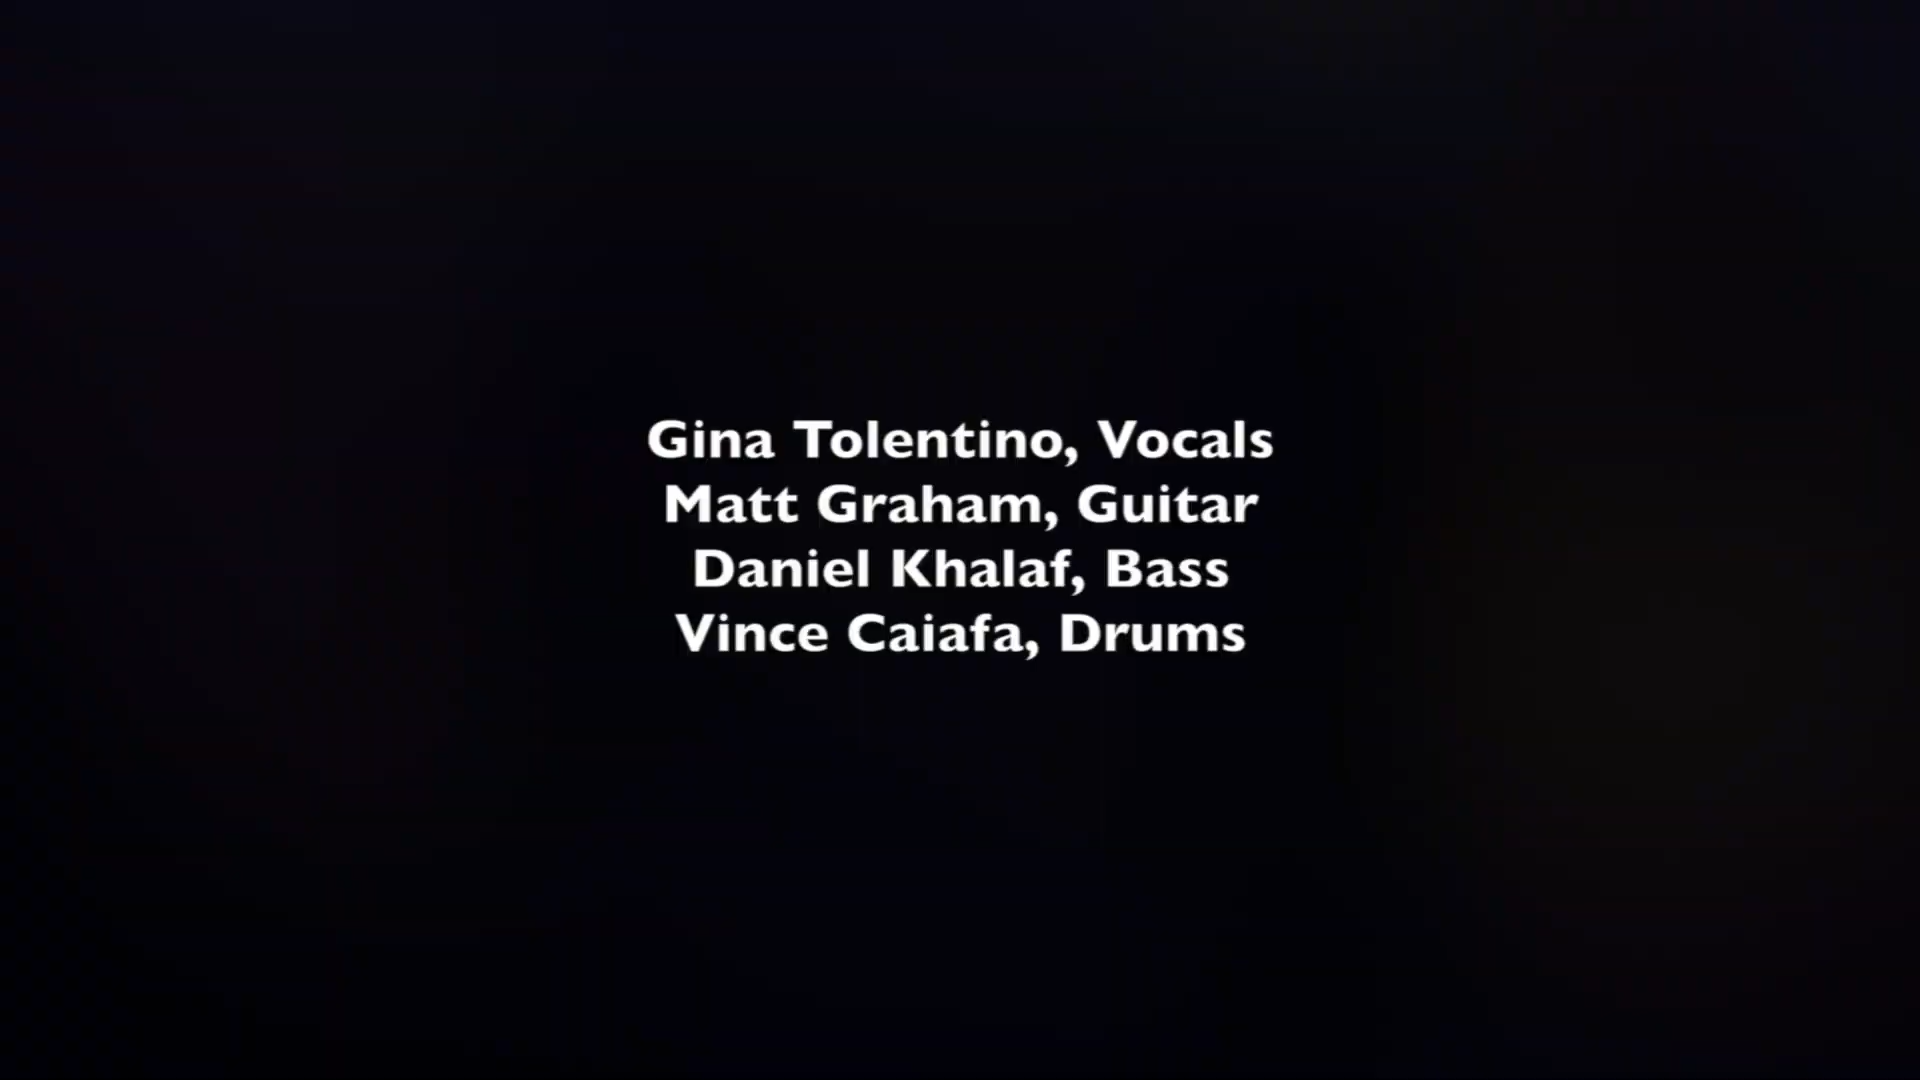 Gina Tolentino, Vocals
Matt Graham, Guitar
Daniel Khalaf, Bass
Vince Caiafa, Drums